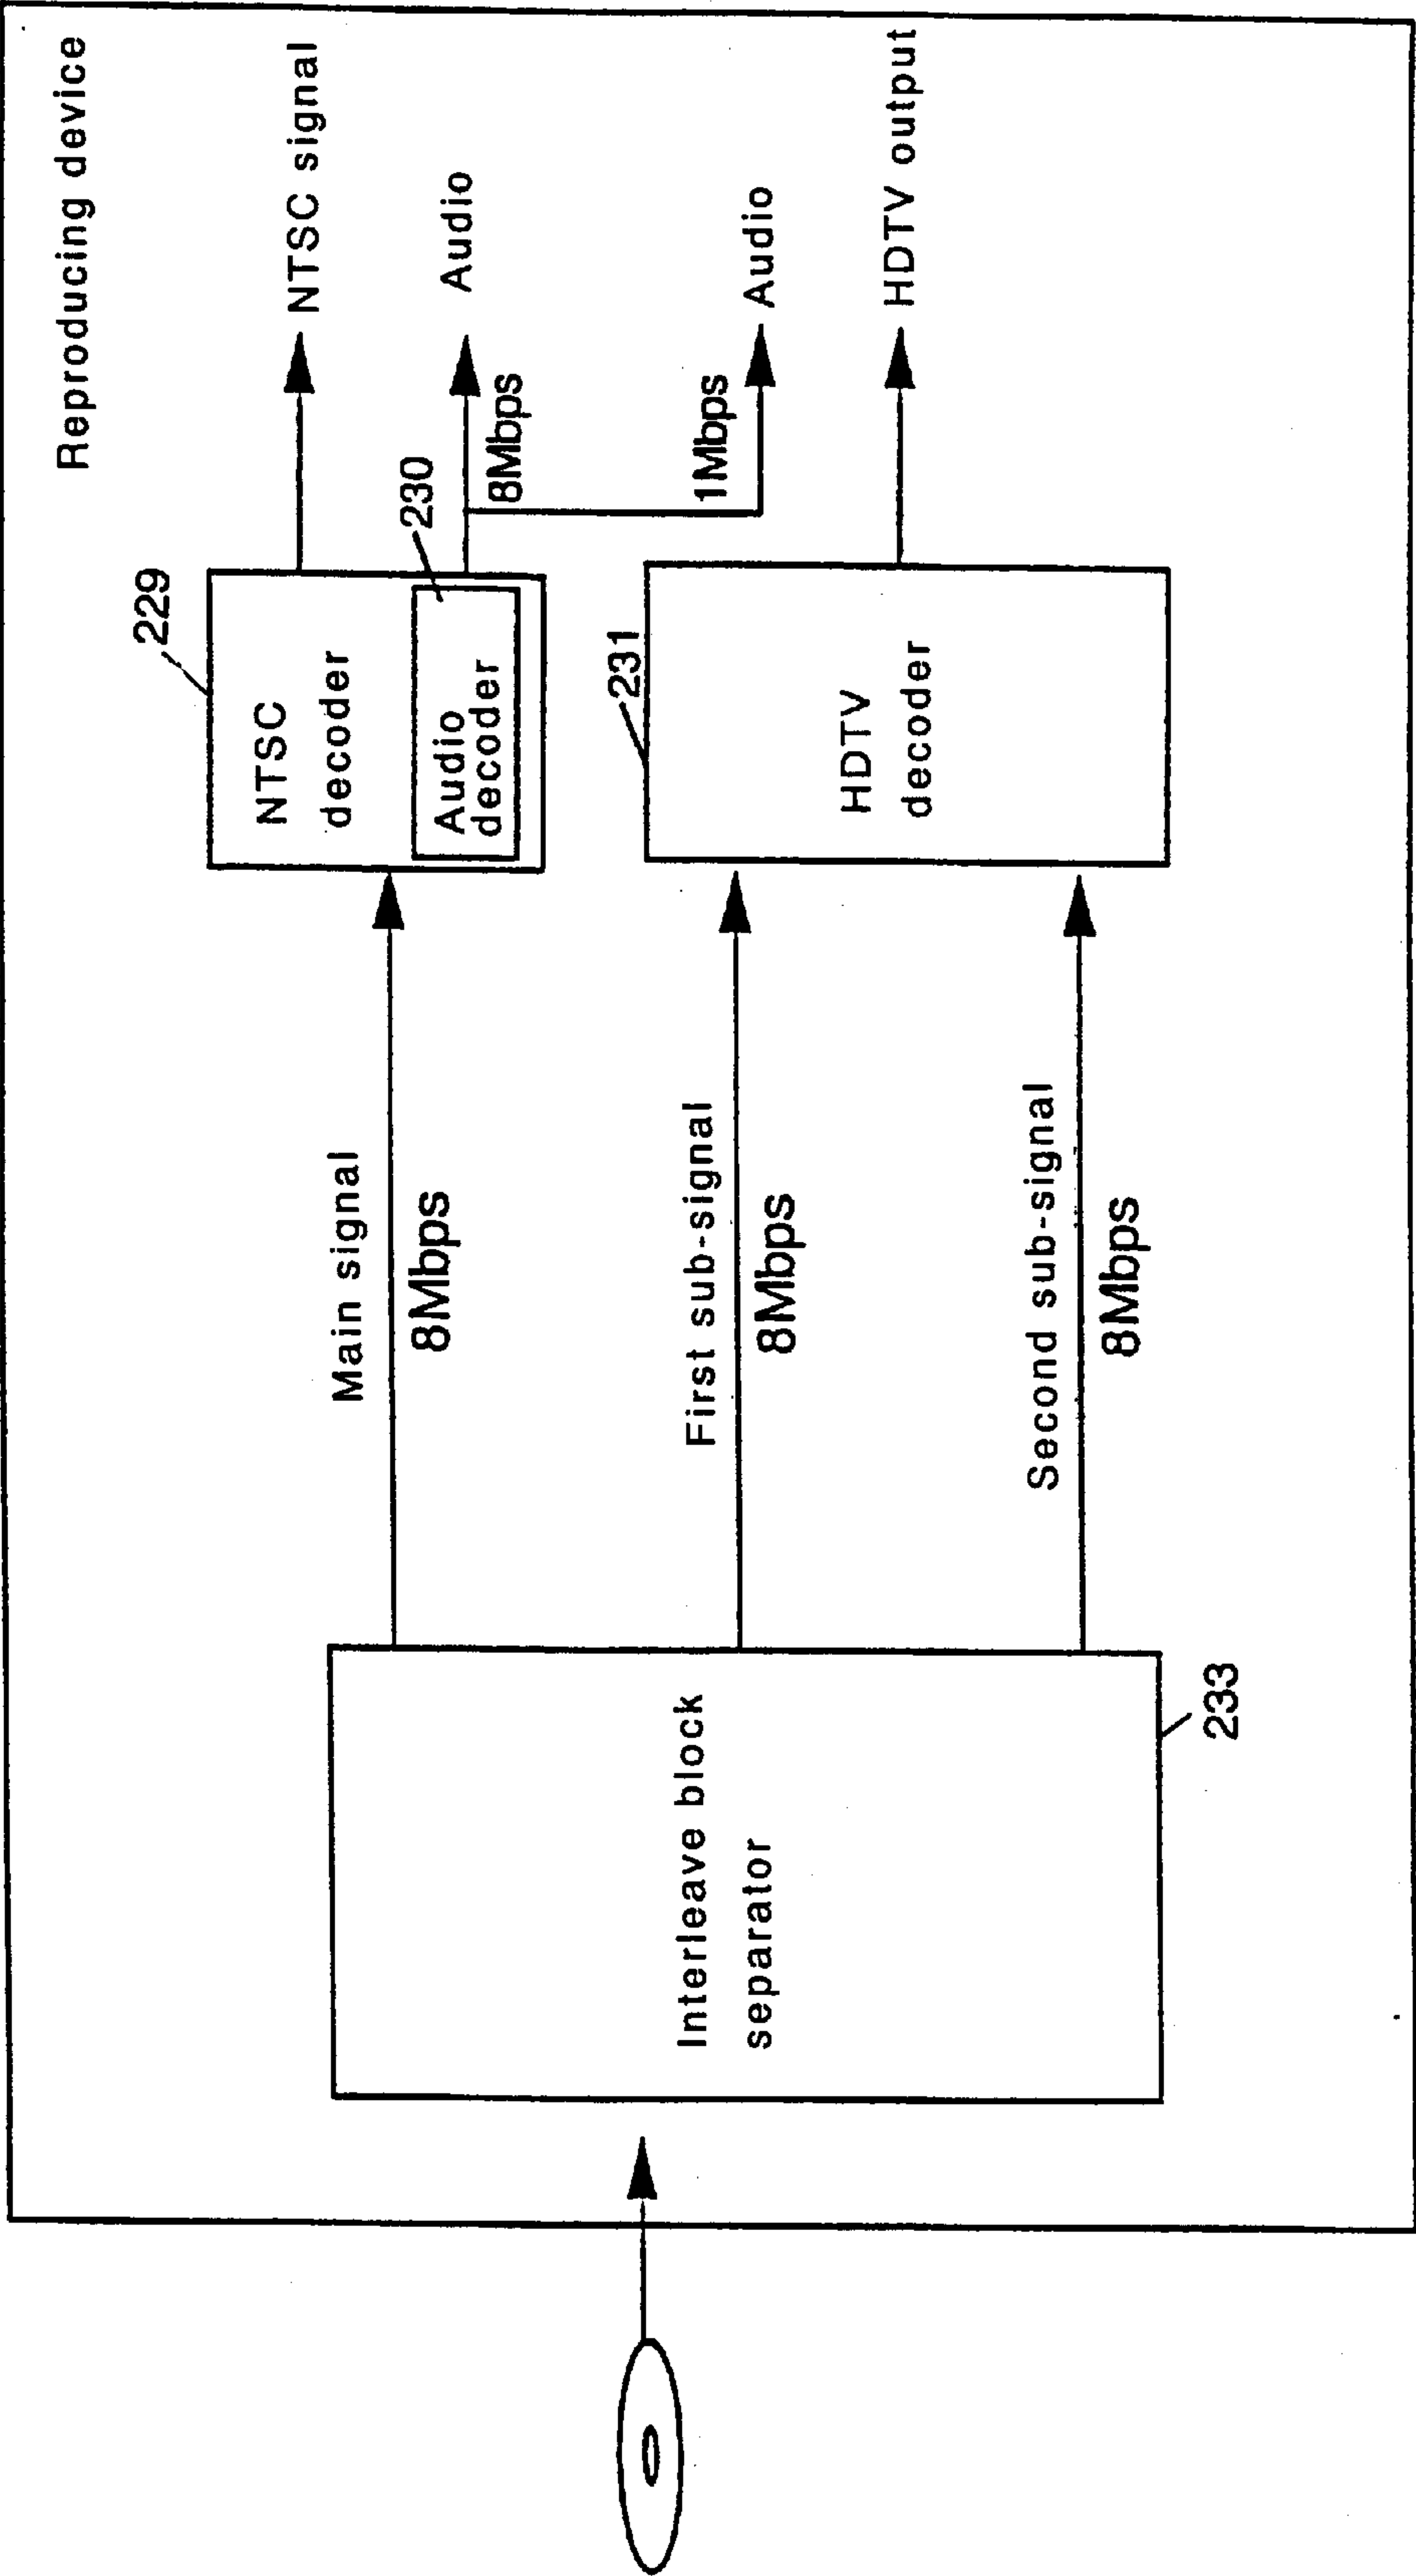 Reproducing device
229
NTSC
decoder
NTSC signal
230
Audio
decoder
Audio
8Mbps
1Mbps
Audio
Main signal
8Mbps
231
HDTV
decoder
HDTV output
First sub-signal
8Mbps
Second sub-signal
8Mbps
Interleave block
separator
233